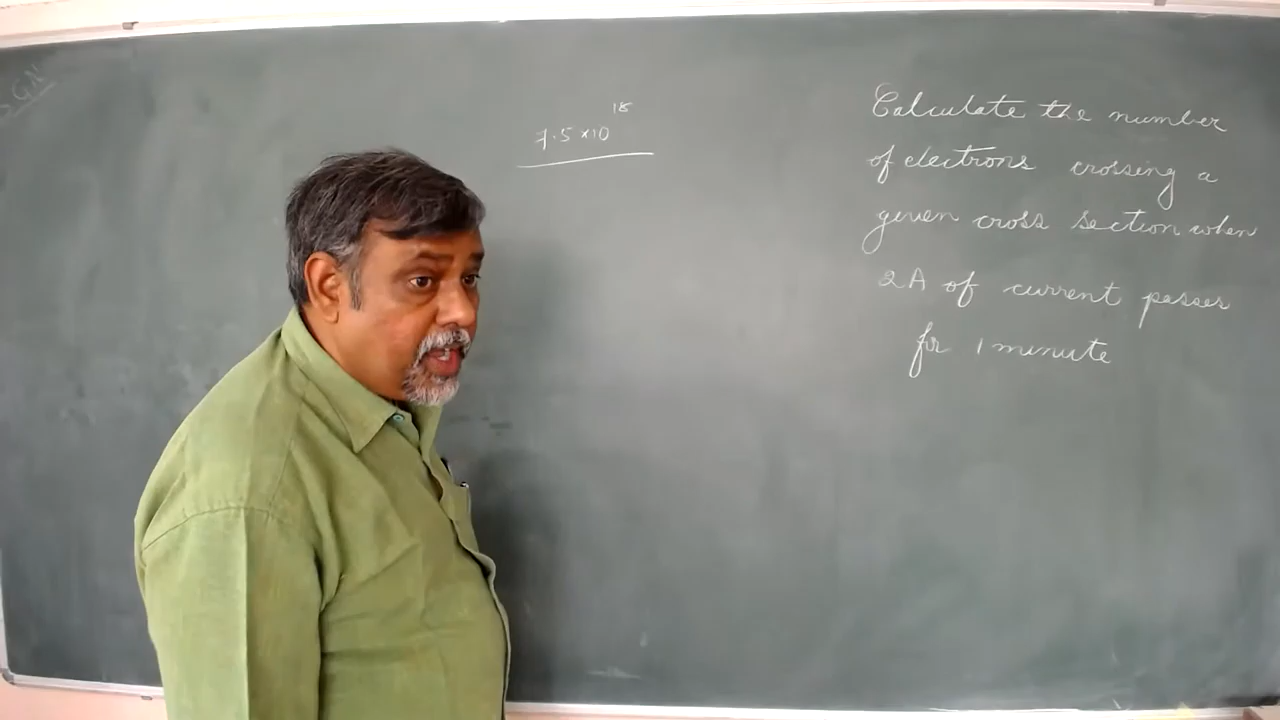 7.5 × 10^18
Calculate the number
of electrons crossing a
given cross section when
2A of current passes
for 1 minute